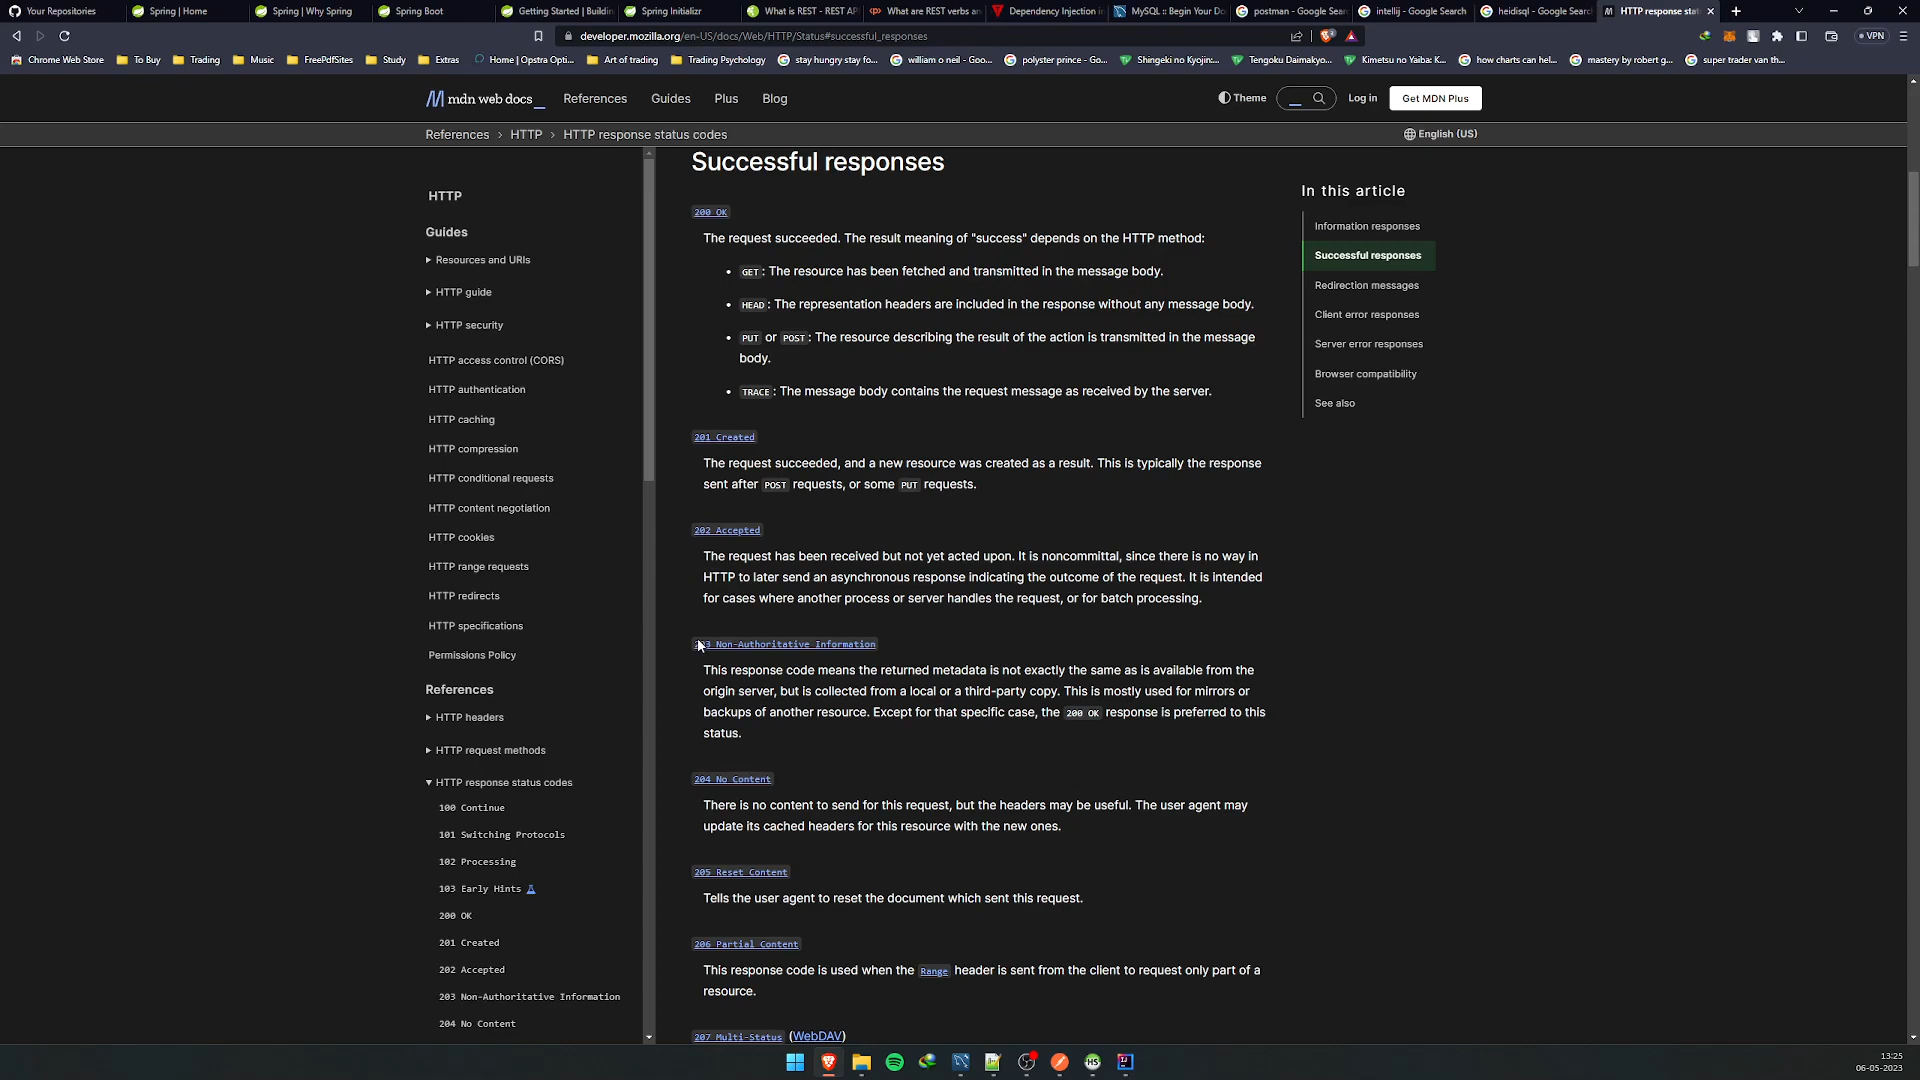 Your Repositories
Spring | Home
Spring | Why Spring
Spring Boot
Getting Started | Buildin
Spring Initializr
What is REST - REST API
What are REST verbs an
Dependency Injection i
MySQL :: Begin Your Do
postman - Google Sear
intellij - Google Search
heidisql - Google Searc
HTTP response sta
developer.mozilla.org/en-US/docs/Web/HTTP/Status#successful_responses
VPN
Chrome Web Store
To Buy
Trading
Music
FreePdfSites
Study
Extras
Home | Opstra Opti...
Art of trading
Trading Psychology
stay hungry stay fo...
william o neil - Goo...
polyster prince - Go...
Shingeki no Kyojin:...
Tengoku Daimakyo...
Kimetsu no Yaiba: K...
how charts can hel...
mastery by robert g...
super trader van th...
mdn web docs_
References
Guides
Plus
Blog
Theme
Log in
Get MDN Plus
References > HTTP > HTTP response status codes
English (US)
HTTP
Guides
Resources and URIs
HTTP guide
HTTP security
HTTP access control (CORS)
HTTP authentication
HTTP caching
HTTP compression
HTTP conditional requests
HTTP content negotiation
HTTP cookies
HTTP range requests
HTTP redirects
HTTP specifications
Permissions Policy
References
HTTP headers
HTTP request methods
HTTP response status codes
100 Continue
101 Switching Protocols
102 Processing
103 Early Hints
200 OK
201 Created
202 Accepted
203 Non-Authoritative Information
204 No Content
Successful responses
200 OK
The request succeeded. The result meaning of "success" depends on the HTTP method:
• GET: The resource has been fetched and transmitted in the message body.
• HEAD: The representation headers are included in the response without any message body.
• PUT or POST: The resource describing the result of the action is transmitted in the message
body.
• TRACE: The message body contains the request message as received by the server.
201 Created
The request succeeded, and a new resource was created as a result. This is typically the response
sent after POST requests, or some PUT requests.
202 Accepted
The request has been received but not yet acted upon. It is noncommittal, since there is no way in
HTTP to later send an asynchronous response indicating the outcome of the request. It is intended
for cases where another process or server handles the request, or for batch processing.
203 Non-Authoritative Information
This response code means the returned metadata is not exactly the same as is available from the
origin server, but is collected from a local or a third-party copy. This is mostly used for mirrors or
backups of another resource. Except for that specific case, the 200 OK response is preferred to this
status.
204 No Content
There is no content to send for this request, but the headers may be useful. The user agent may
update its cached headers for this resource with the new ones.
205 Reset Content
Tells the user agent to reset the document which sent this request.
206 Partial Content
This response code is used when the Range header is sent from the client to request only part of a
resource.
207 Multi-Status (WebDAV)
In this article
Information responses
Successful responses
Redirection messages
Client error responses
Server error responses
Browser compatibility
See also
13:25
06-05-2023